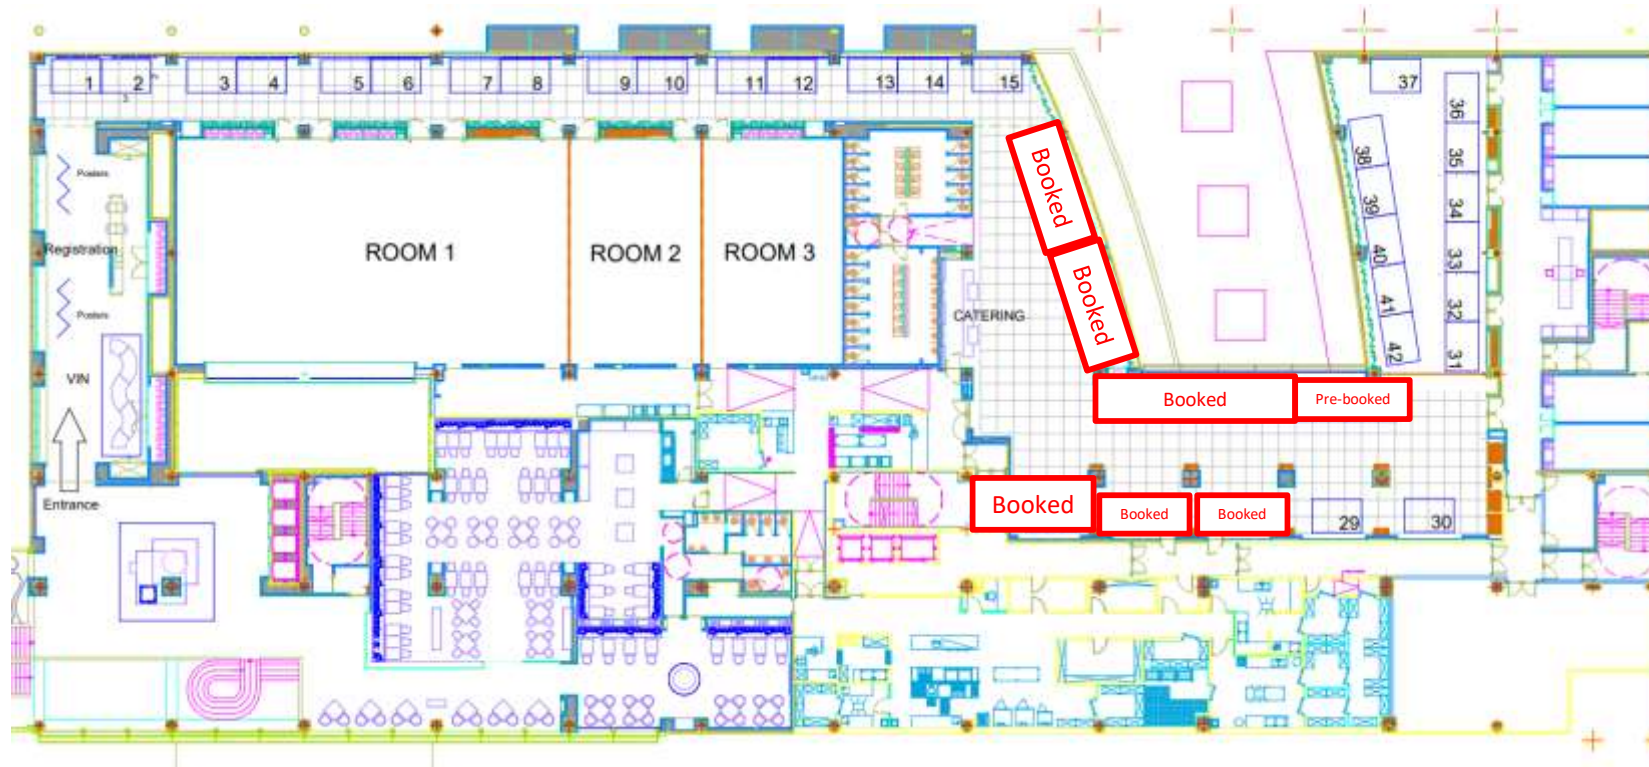 1 2 3 4 5 6 7 8 9 10 11 12 13 14 15
37
36
35
34
33
32
31
38
39
40
41
42
Booked
Booked
Posters
Registration
Posters
ROOM 1 ROOM 2 ROOM 3
CATERING
VIN
Entrance
Booked Pre-booked
Booked Booked Booked 29 30